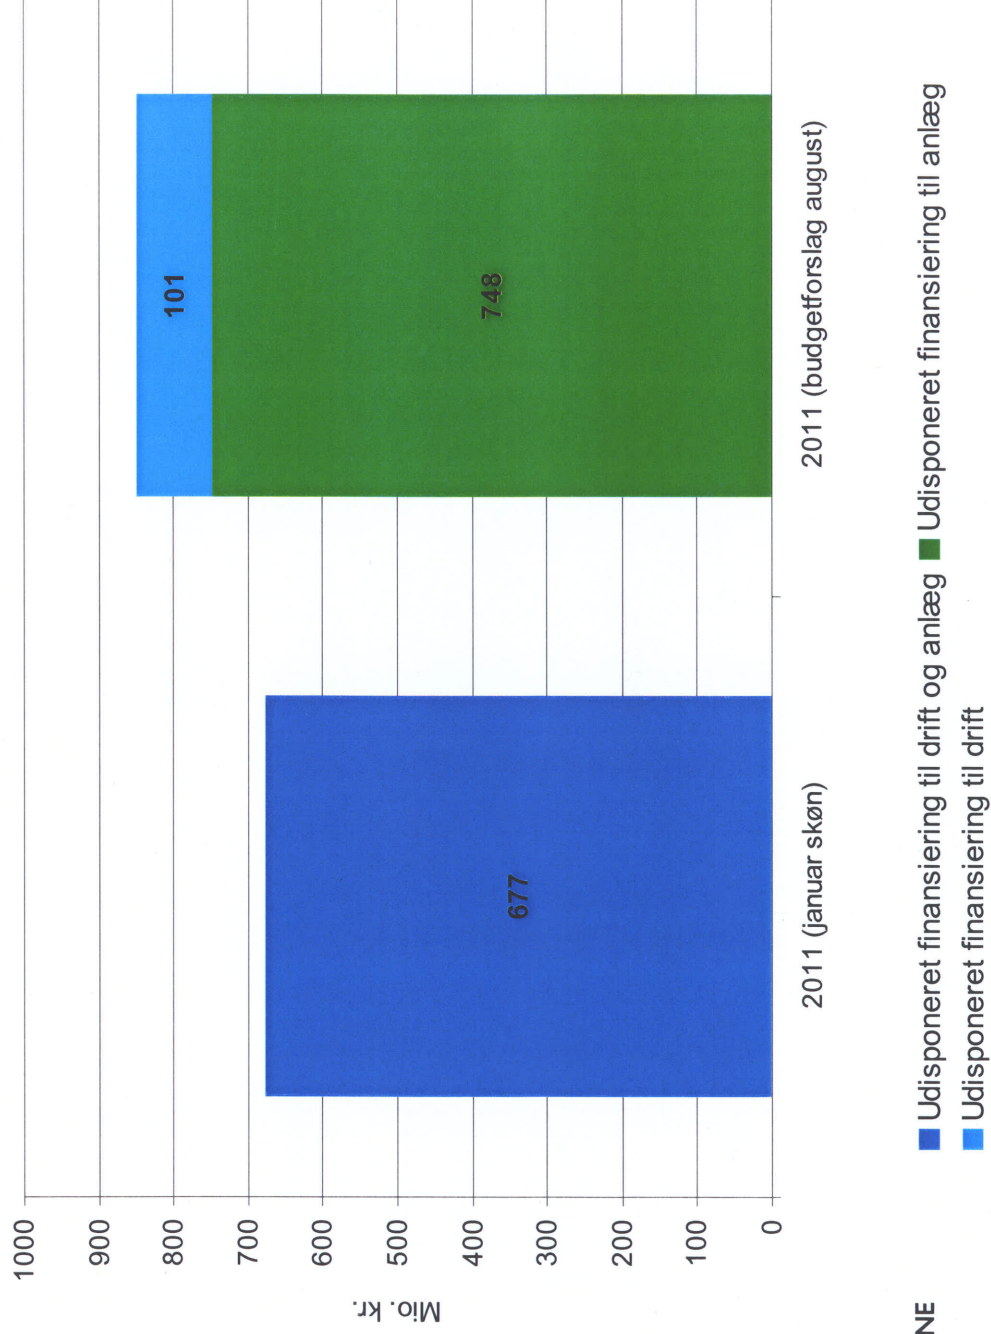 1000
900
800
700
600
500
400
300
200
100
0
Mio. kr.
101
748
677
2011 (januar skøn)
2011 (budgetforslag august)
Udisponeret finansiering til drift og anlæg
Udisponeret finansiering til anlæg
Udisponeret finansiering til drift
NE